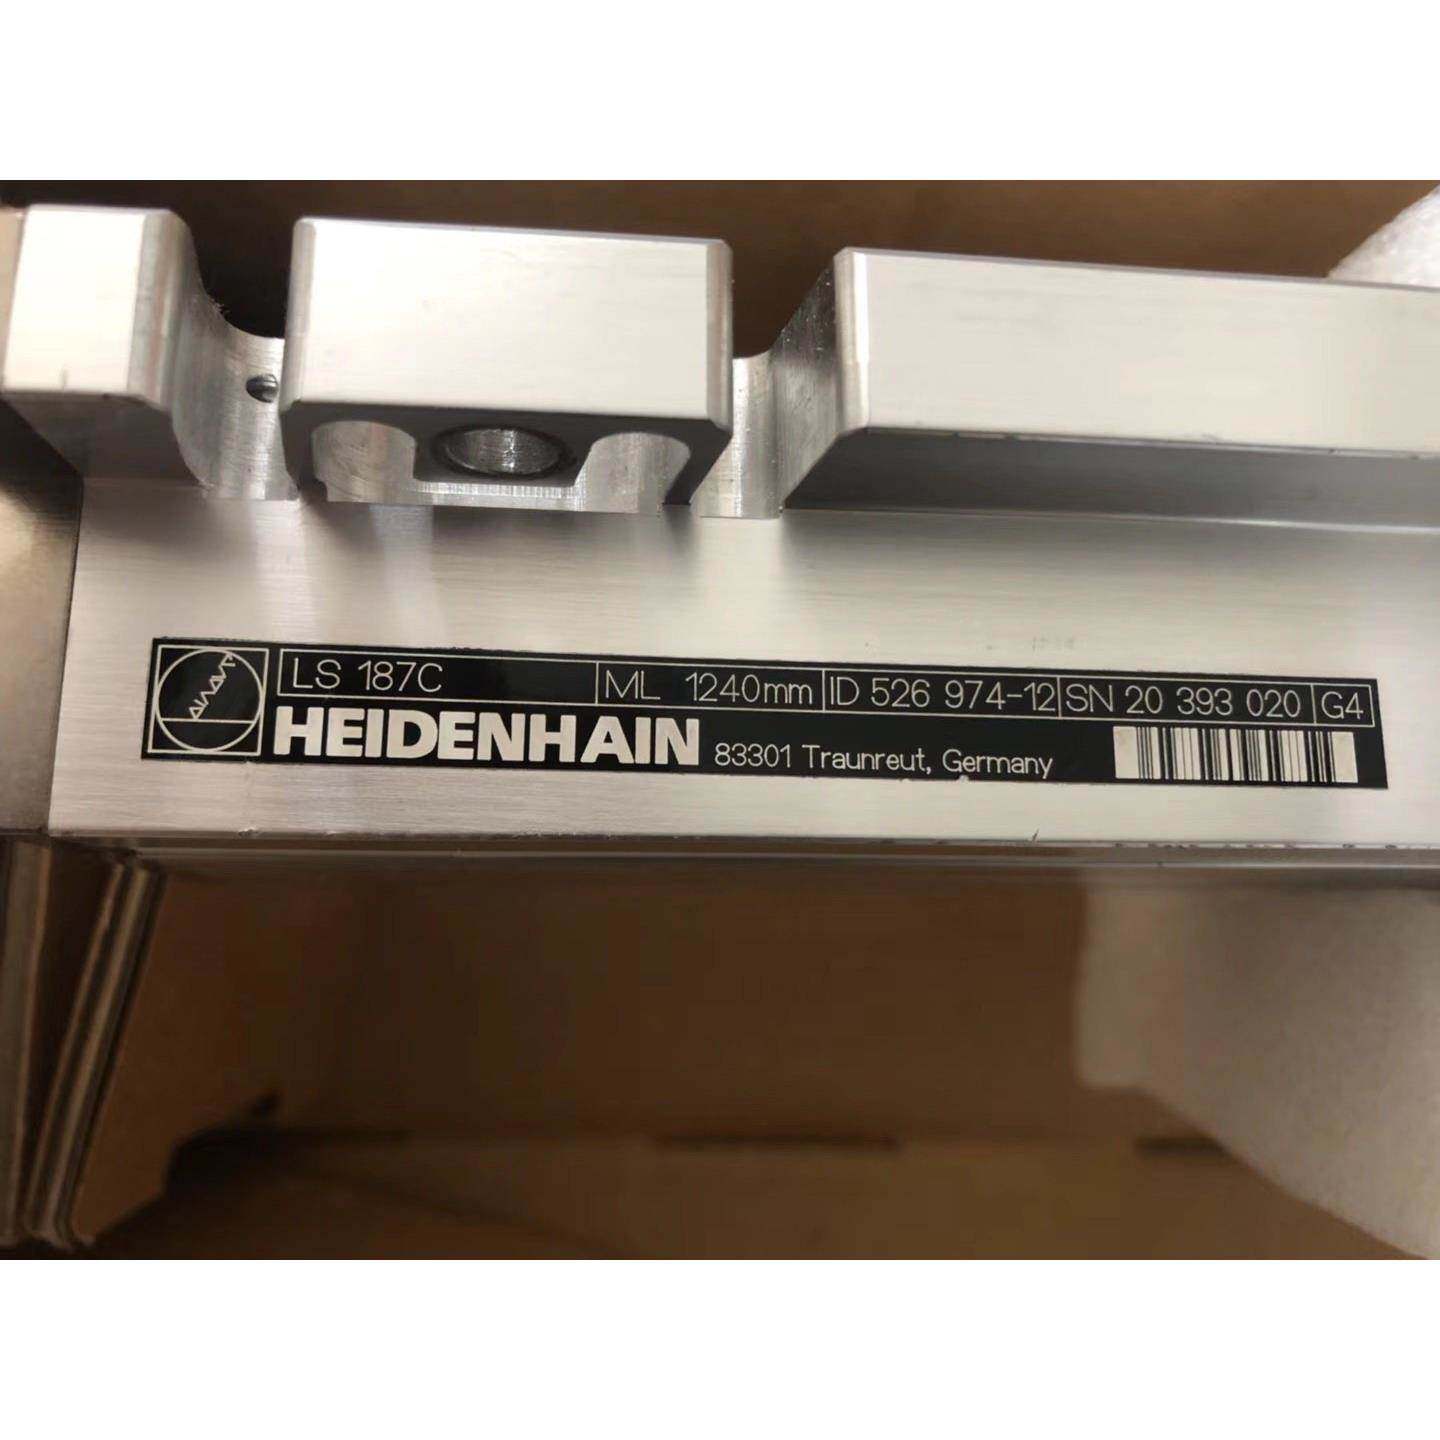 LS 187C ML 1240mm ID 526 974-12 SN 20 393 020 G4
HEIDENHAIN 83301 Traunreut, Germany